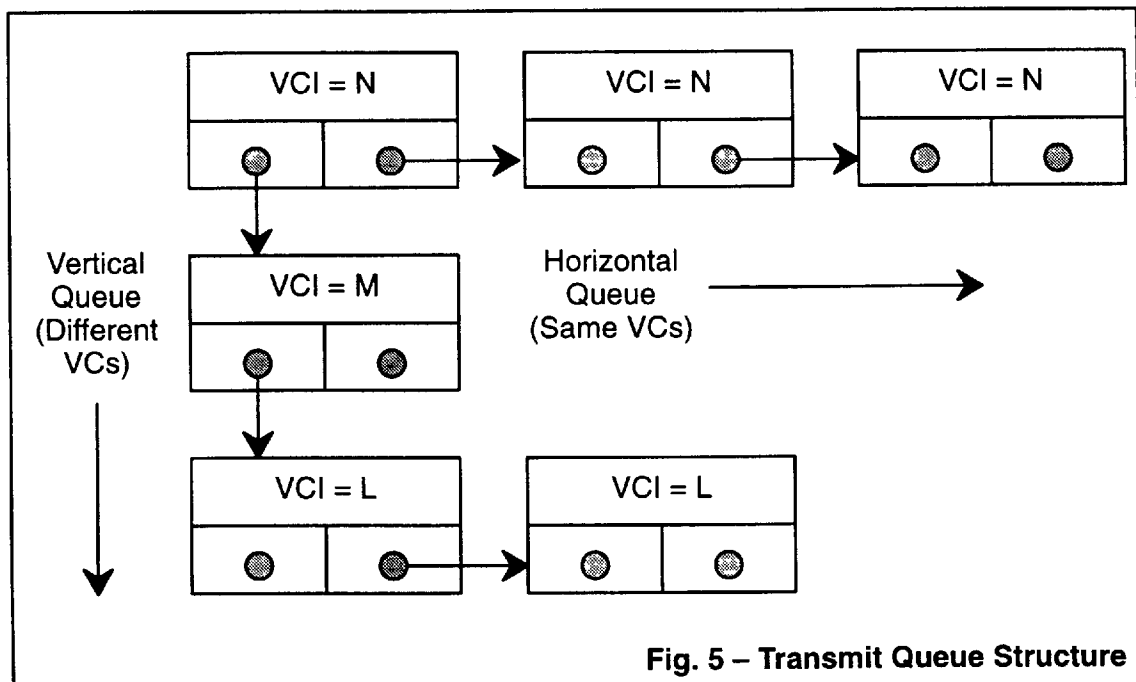 VCI = N
VCI = N
VCI = N
Vertical
Queue
(Different
VCs)
VCI = M
Horizontal
Queue
(Same VCs)
VCI = L
VCI = L
Fig. 5 – Transmit Queue Structure